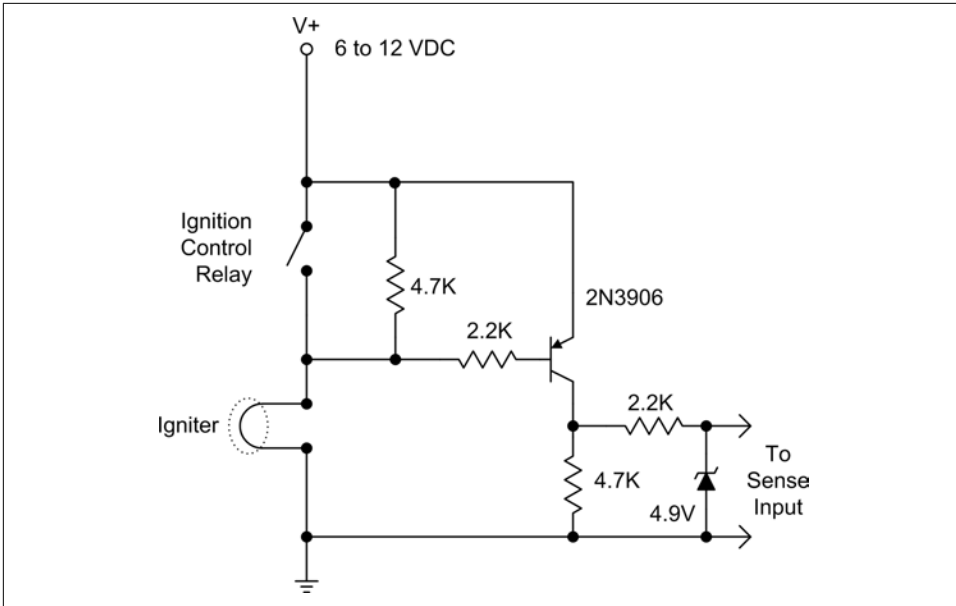 V+
6 to 12 VDC
Ignition
Control
Relay
4.7K
2N3906
2.2K
Igniter
2.2K
To
Sense
Input
4.7K
4.9V